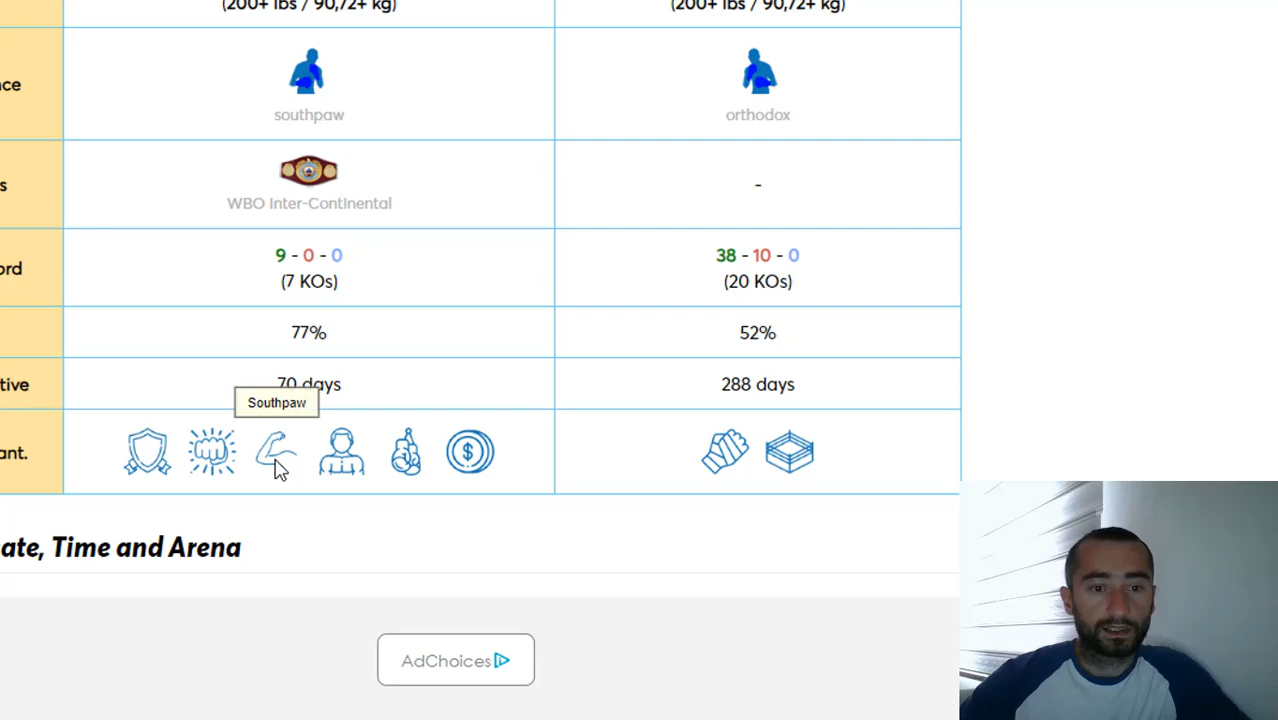 (200+ lbs / 90,72+ kg) (200+ lbs / 90,72+ kg)
nce southpaw orthodox
s WBO Inter-Continental -
9 - 0 - 0 38 - 10 - 0
ord (7 KOs) (20 KOs)
77% 52%
tive 70 days 288 days
Southpaw
ant. $
ate, Time and Arena
AdChoices